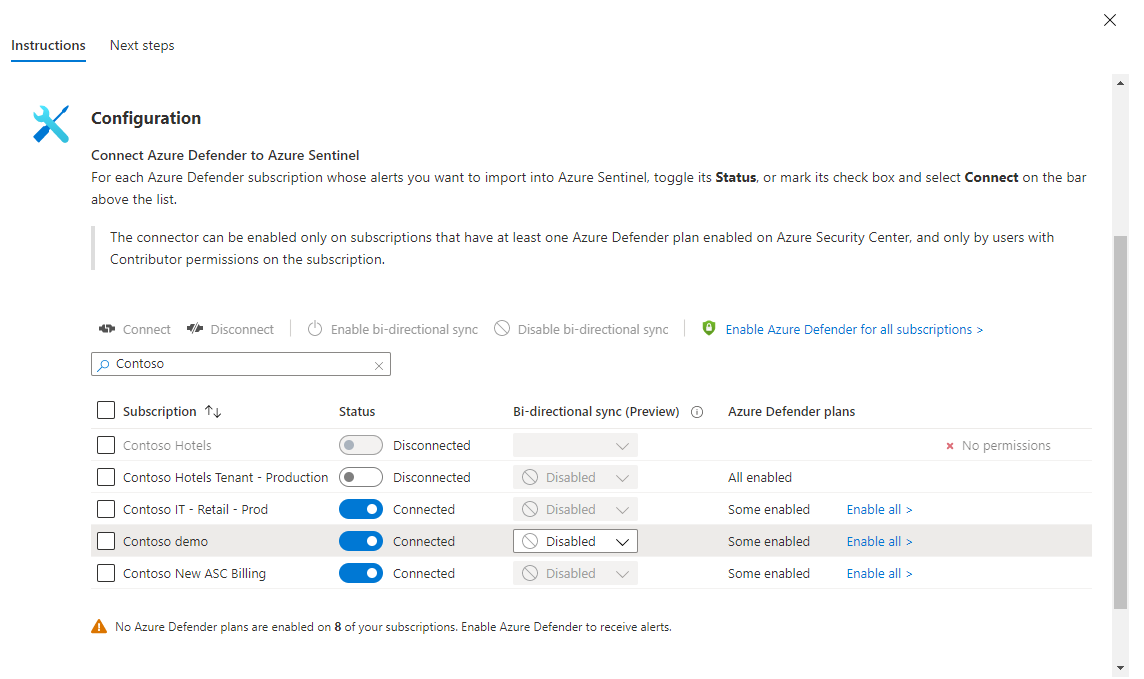 Instructions Next steps
Configuration
Connect Azure Defender to Azure Sentinel
For each Azure Defender subscription whose alerts you want to import into Azure Sentinel, toggle its Status, or mark its check box and select Connect on the bar
above the list.
The connector can be enabled only on subscriptions that have at least one Azure Defender plan enabled on Azure Security Center, and only by users with
Contributor permissions on the subscription.
Connect Disconnect Enable bi-directional sync Disable bi-directional sync Enable Azure Defender for all subscriptions >
Contoso
Subscription Status Bi-directional sync (Preview) Azure Defender plans
Contoso Hotels Disconnected No permissions
Contoso Hotels Tenant - Production Disconnected Disabled All enabled
Contoso IT - Retail - Prod Connected Disabled Some enabled Enable all >
Contoso demo Connected Disabled Some enabled Enable all >
Contoso New ASC Billing Connected Disabled Some enabled Enable all >
No Azure Defender plans are enabled on 8 of your subscriptions. Enable Azure Defender to receive alerts.